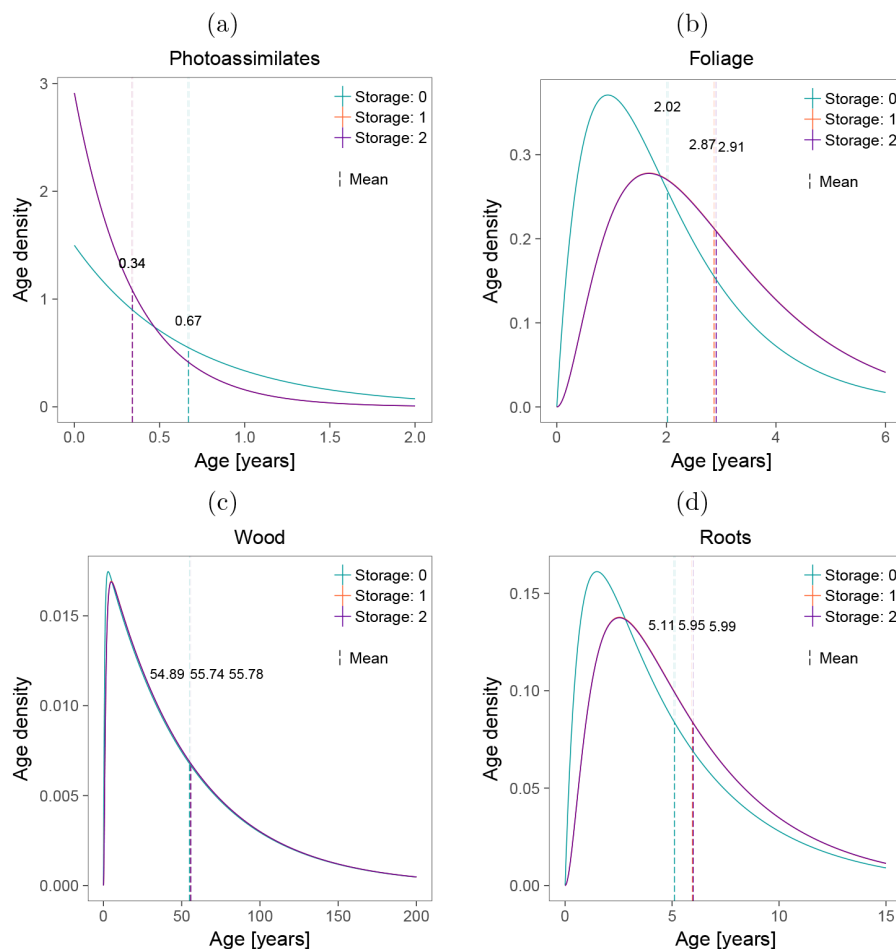 (a)
Photoassimilates
3
2
1
0
Age density
0.0
0.5
1.0
1.5
2.0
Age [years]
Storage: 0
Storage: 1
Storage: 2
Mean
0.34
0.67
(b)
Foliage
0.3
0.2
0.1
0.0
Age density
0
2
4
6
Age [years]
Storage: 0
Storage: 1
Storage: 2
Mean
2.02
2.87
2.91
(c)
Wood
0.015
0.010
0.005
0.000
Age density
0
50
100
150
200
Age [years]
Storage: 0
Storage: 1
Storage: 2
Mean
54.89 55.74 55.78
(d)
Roots
0.15
0.10
0.05
0.00
Age density
0
5
10
15
Age [years]
Storage: 0
Storage: 1
Storage: 2
Mean
5.11 5.95 5.99